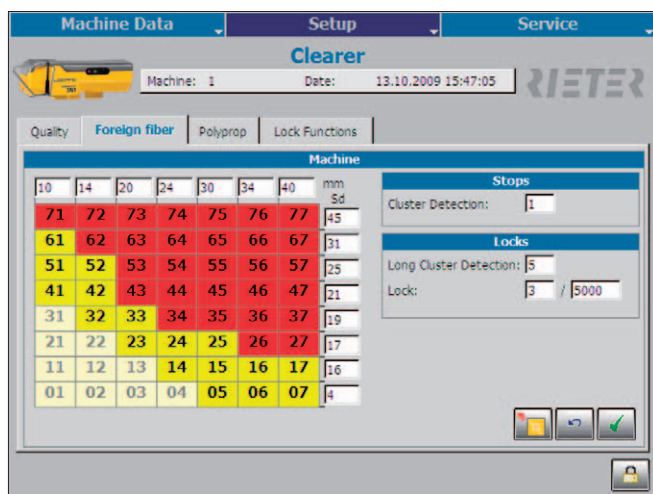 Machine Data Setup Service
Clearer
Machine: 1 Date: 13.10.2009 15:47:05 RIETER
Quality Foreign fiber Polyprop Lock Functions
Machine
10 14 20 24 30 34 40 mm
Sd
71 72 73 74 75 76 77 45
61 62 63 64 65 66 67 31
51 52 53 54 55 56 57 25
41 42 43 44 45 46 47 21
31 32 33 34 35 36 37 19
21 22 23 24 25 26 27 17
11 12 13 14 15 16 17 16
01 02 03 04 05 06 07 4
Stops
Cluster Detection: 1
Locks
Long Cluster Detection: 5
Lock: 3 / 5000